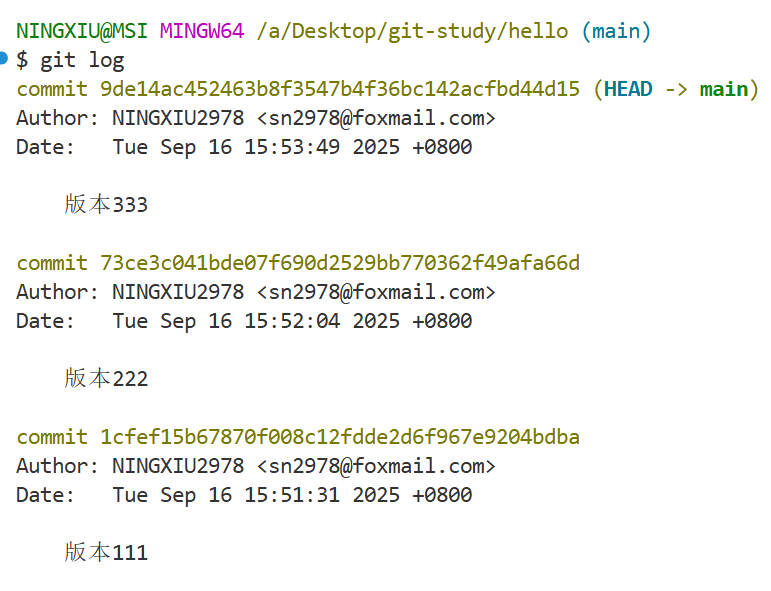 NINGXIU@MSI MINGW64 /a/Desktop/git-study/hello (main)
$ git log
commit 9de14ac452463b8f3547b4f36bc142acfbd44d15 (HEAD -> main)
Author: NINGXIU2978 <sn2978@foxmail.com>
Date:   Tue Sep 16 15:53:49 2025 +0800
    版本333
commit 73ce3c041bde07f690d2529bb770362f49afa66d
Author: NINGXIU2978 <sn2978@foxmail.com>
Date:   Tue Sep 16 15:52:04 2025 +0800
    版本222
commit 1cfef15b67870f008c12fdde2d6f967e9204bdba
Author: NINGXIU2978 <sn2978@foxmail.com>
Date:   Tue Sep 16 15:51:31 2025 +0800
    版本111